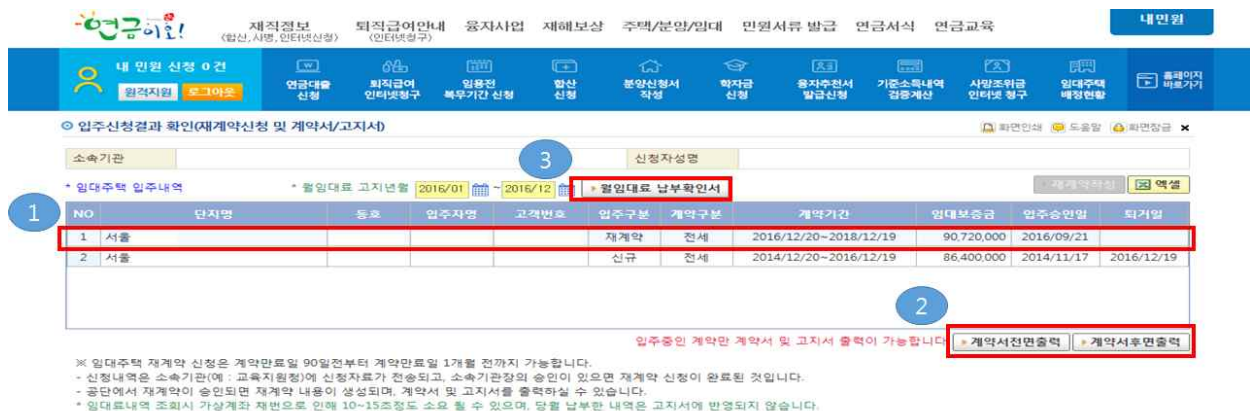 연금이요!
재직정보 퇴직급여안내 융자사업 재해보상 주택/분양/임대 민원서류 발급 연금서식 연금교육 내민원
(합산,사명,인터넷신청) (인터넷청구)
내 민원 신청 0 건
원격지원 로그아웃
연금대출 신청
퇴직급여 인터넷청구
임용전 복무기간 신청
합산 신청
분양신청서 작성
학자금 신청
융자추천서 발급신청
기준소득내역 검증계산
사망조위금 인터넷 청구
임대주택 배정현황
홈페이지 바로가기
입주신청결과 확인(재계약신청 및 계약서/고지서) 화면인쇄 도움말 화면잠금 ×
소속기관 3 신청자성명
* 임대주택 입주내역 * 월임대료 고지년월 2016/01 ~ 2016/12 월임대료 납부확인서 재계약작성 엑셀
1
NO 단지명 동호 입주자명 고객번호 입주구분 계약구분 계약기간 임대보증금 입주승인일 퇴거일
1 서울 재계약 전세 2016/12/20~2018/12/19 90,720,000 2016/09/21
2 서울 신규 전세 2014/12/20~2016/12/19 86,400,000 2014/11/17 2016/12/19
2
입주중인 계약만 계약서 및 고지서 출력이 가능합니다 계약서전면출력 계약서후면출력
※ 임대주택 재계약 신청은 계약만료일 90일전부터 계약만료일 1개월 전까지 가능합니다.
- 신청내역은 소속기관(예 : 교육지원청)에 신청자료가 전송되고, 소속기관장의 승인이 있으면 재계약 신청이 완료된 것입니다.
- 공단에서 재계약이 승인되면 재계약 내용이 생성되며, 계약서 및 고지서를 출력하실 수 있습니다.
* 임대료내역 조회시 가상계좌 채번으로 인해 10~15초정도 소요 될 수 있으며, 당월 납부한 내역은 고지서에 반영되지 않습니다.